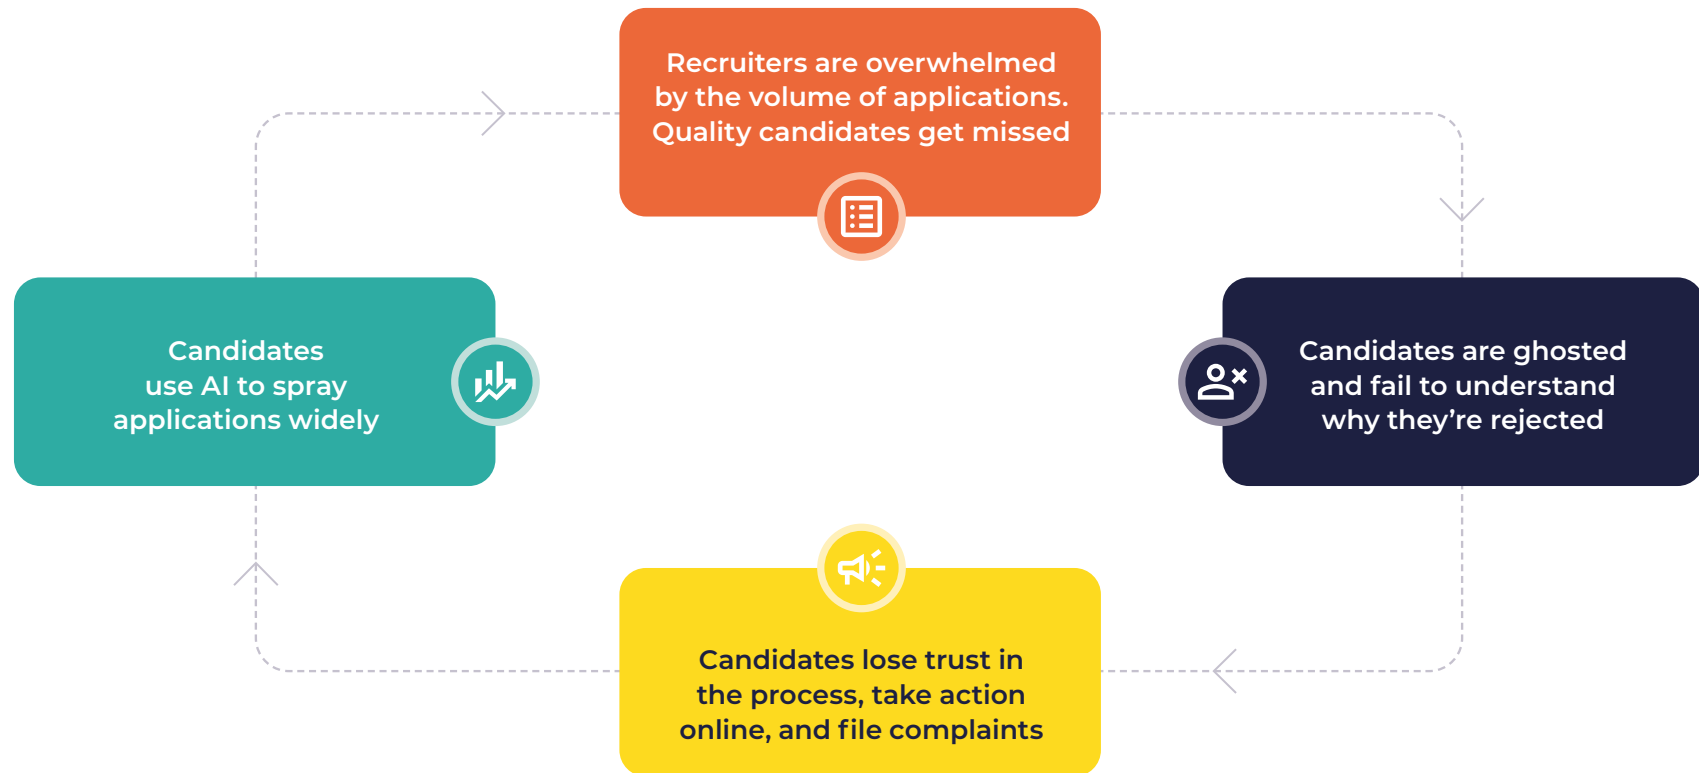 Recruiters are overwhelmed
by the volume of applications.
Quality candidates get missed
Candidates
use AI to spray
applications widely
Candidates are ghosted
and fail to understand
why they’re rejected
Candidates lose trust in
the process, take action
online, and file complaints